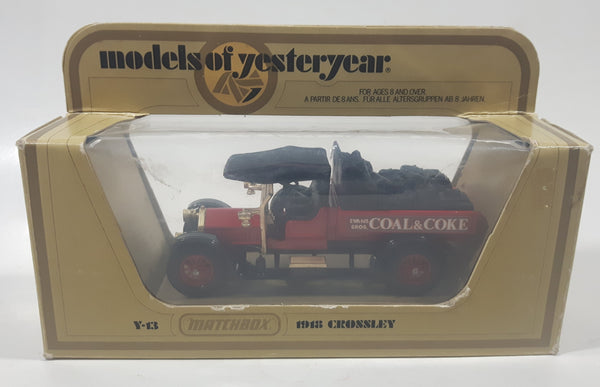 models of yesteryear®
FOR AGES 8 AND OVER.
A PARTIR DE 8 ANS. FÜR ALLE ALTERSGRUPPEN AB 8 JAHREN.
EVANS
BROS.
COAL & COKE
Y-13
MATCHBOX
1918 CROSSLEY